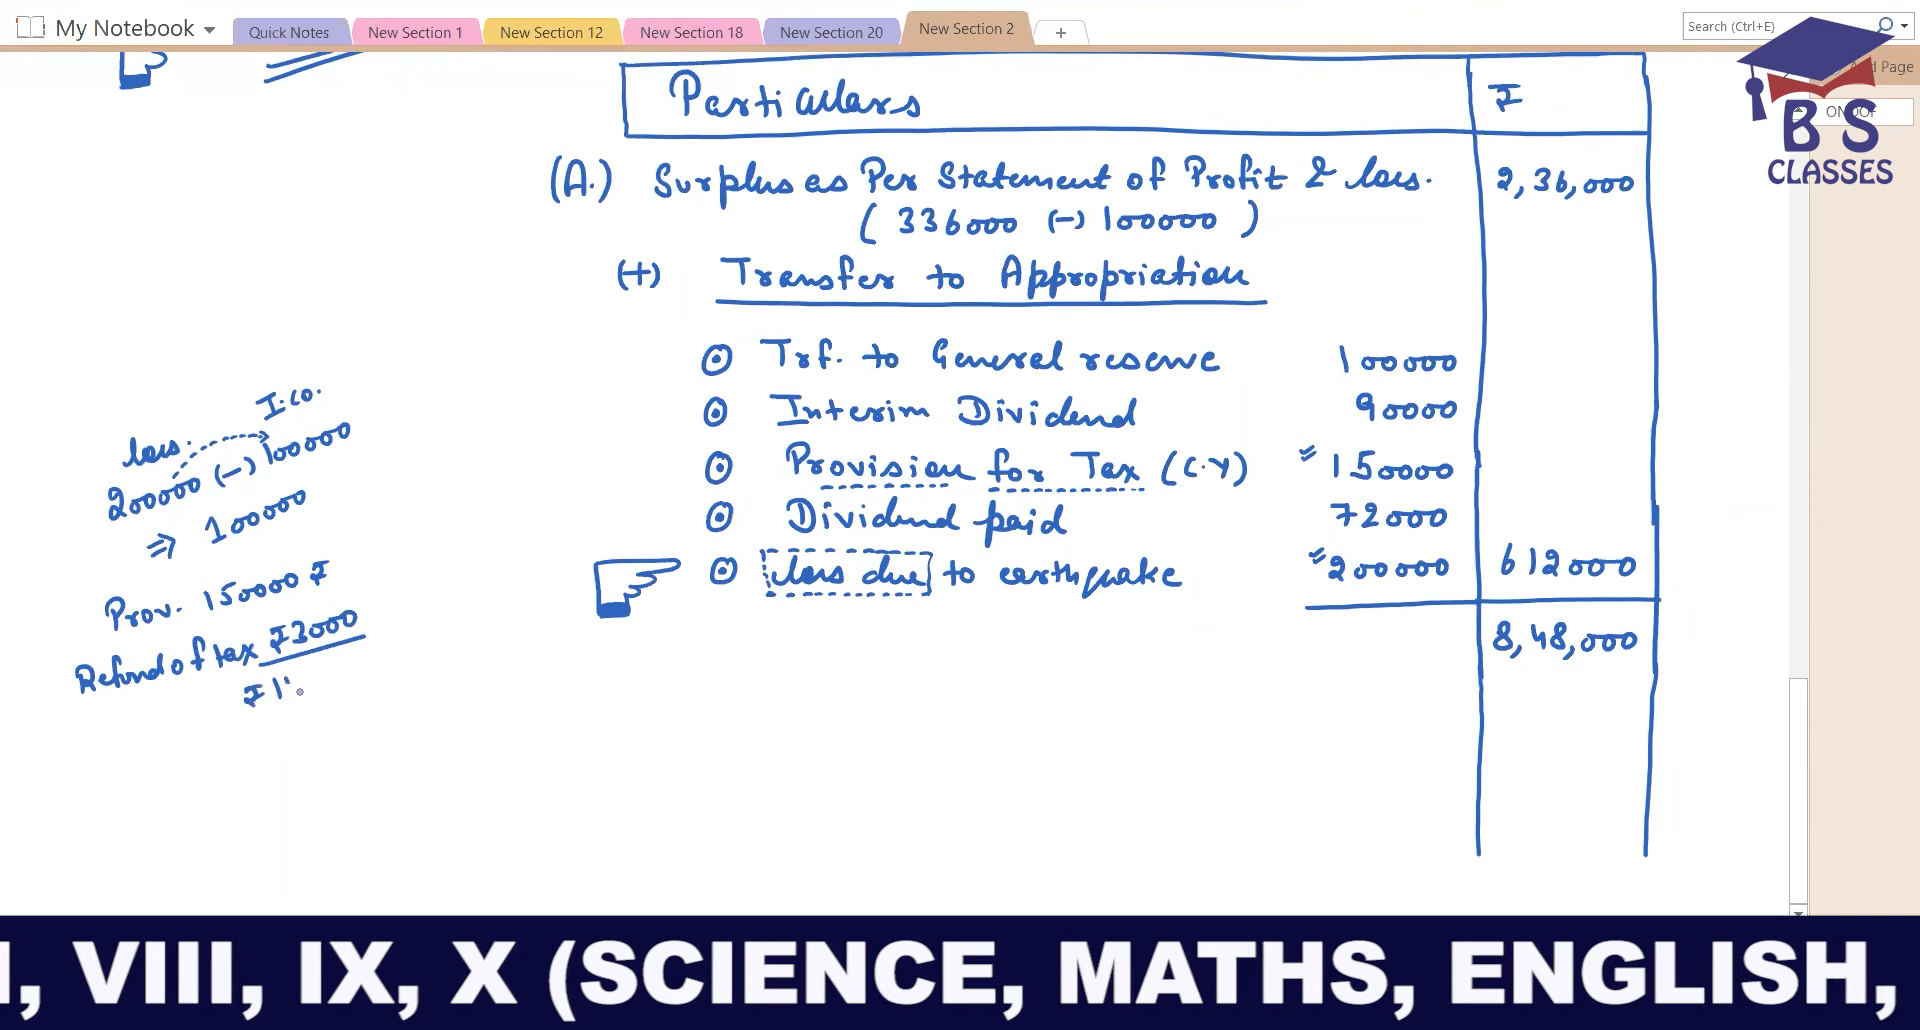 My Notebook
Quick Notes
New Section 1
New Section 12
New Section 18
New Section 20
New Section 2
+
Search (Ctrl+E)
d Page
B S
CLASSES
Particulars ₹
(A.) Surplus as Per Statement of Profit & loss. 2,36,000
(336000 (-) 100000)
(+) Transfer to Appropriation
Trf. to General reserve 100000
Interim Dividend 90000
Provision for Tax (C.Y) 150000
Dividend paid 72000
loss due to earthquake 200000 612000
8,48,000
I.co.
loss.
200000 (-) 100000
⇒ 100000
Prov. 150000 ₹
Refund of tax ₹3000
₹ 1
, VIII, IX, X (SCIENCE, MATHS, ENGLISH,